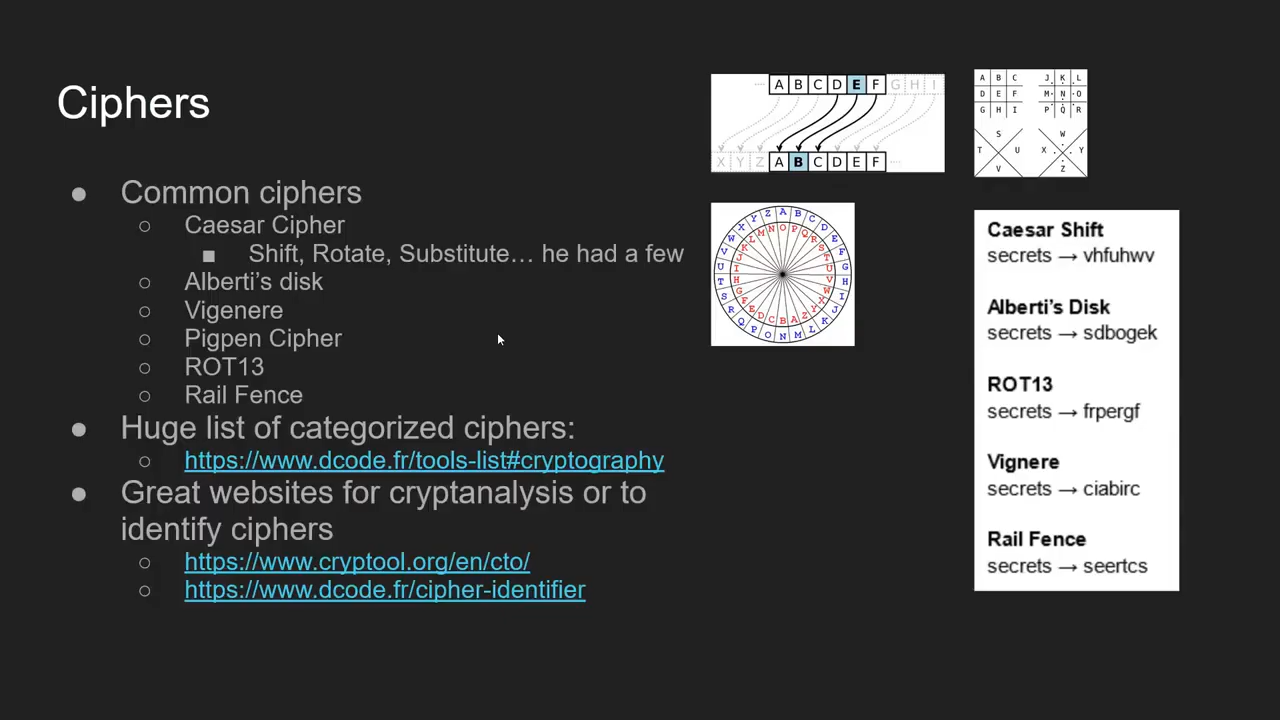 Ciphers
● Common ciphers
○ Caesar Cipher
■ Shift, Rotate, Substitute... he had a few
○ Alberti's disk
○ Vigenere
○ Pigpen Cipher
○ ROT13
○ Rail Fence
● Huge list of categorized ciphers:
○ https://www.dcode.fr/tools-list#cryptography
● Great websites for cryptanalysis or to
identify ciphers
○ https://www.cryptool.org/en/cto/
○ https://www.dcode.fr/cipher-identifier
A B C D E F G H I
X Y Z A B C D E F
A B C J K L
D E F M N O
G H I P Q R
S W
T U X Y
V Z
A B C D E F G H I J K L M N O P Q R S T U V W X Y Z
N O P Q R S T U V W X Y Z A B C D E F G H I J K L M
Caesar Shift
secrets → vhfuhwv
Alberti's Disk
secrets → sdbogek
ROT13
secrets → frpergf
Vignere
secrets → ciabirc
Rail Fence
secrets → seertcs